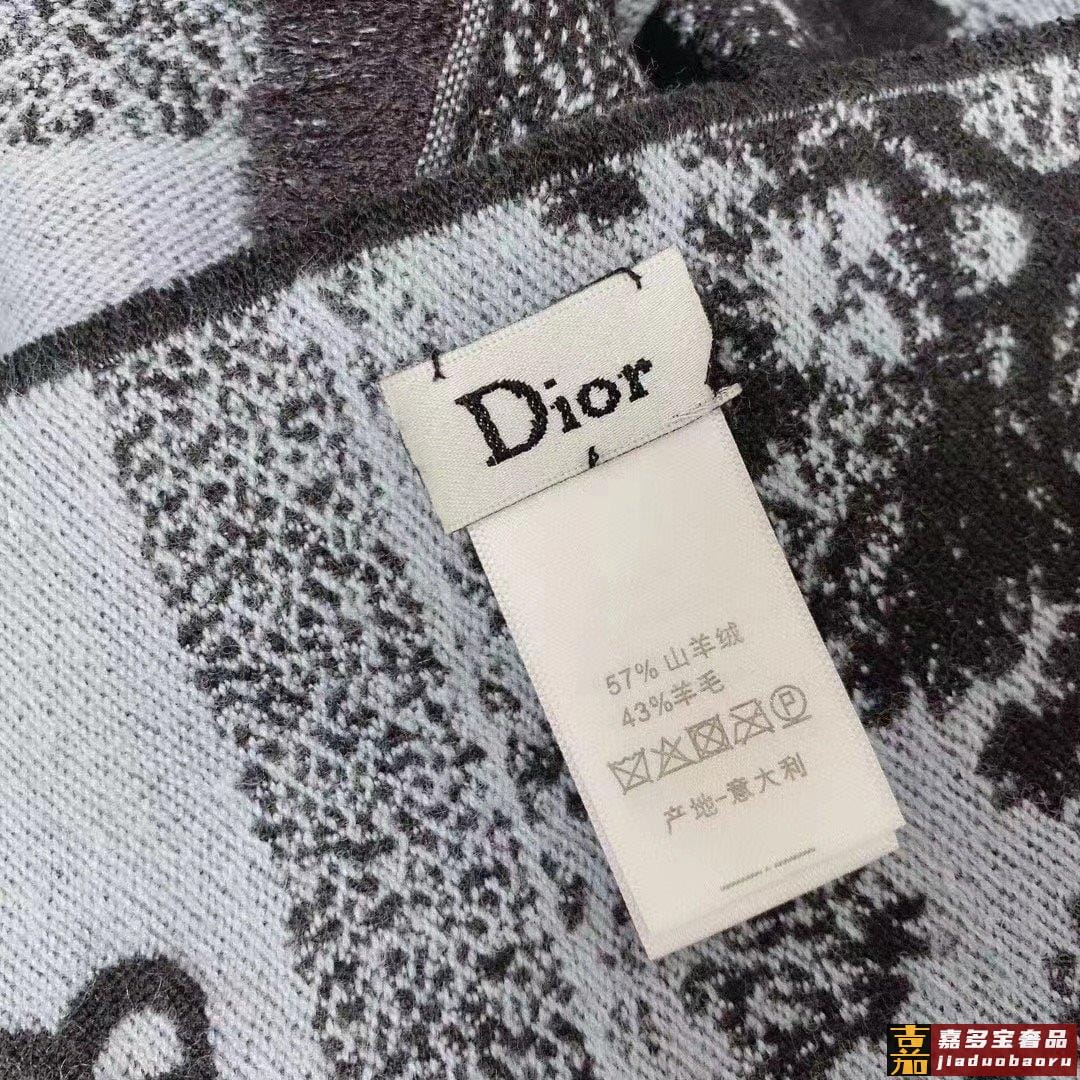 Dior
57% 山羊绒
43%羊毛
P
产地-意大利
嘉多宝奢品
jiaduobaoru